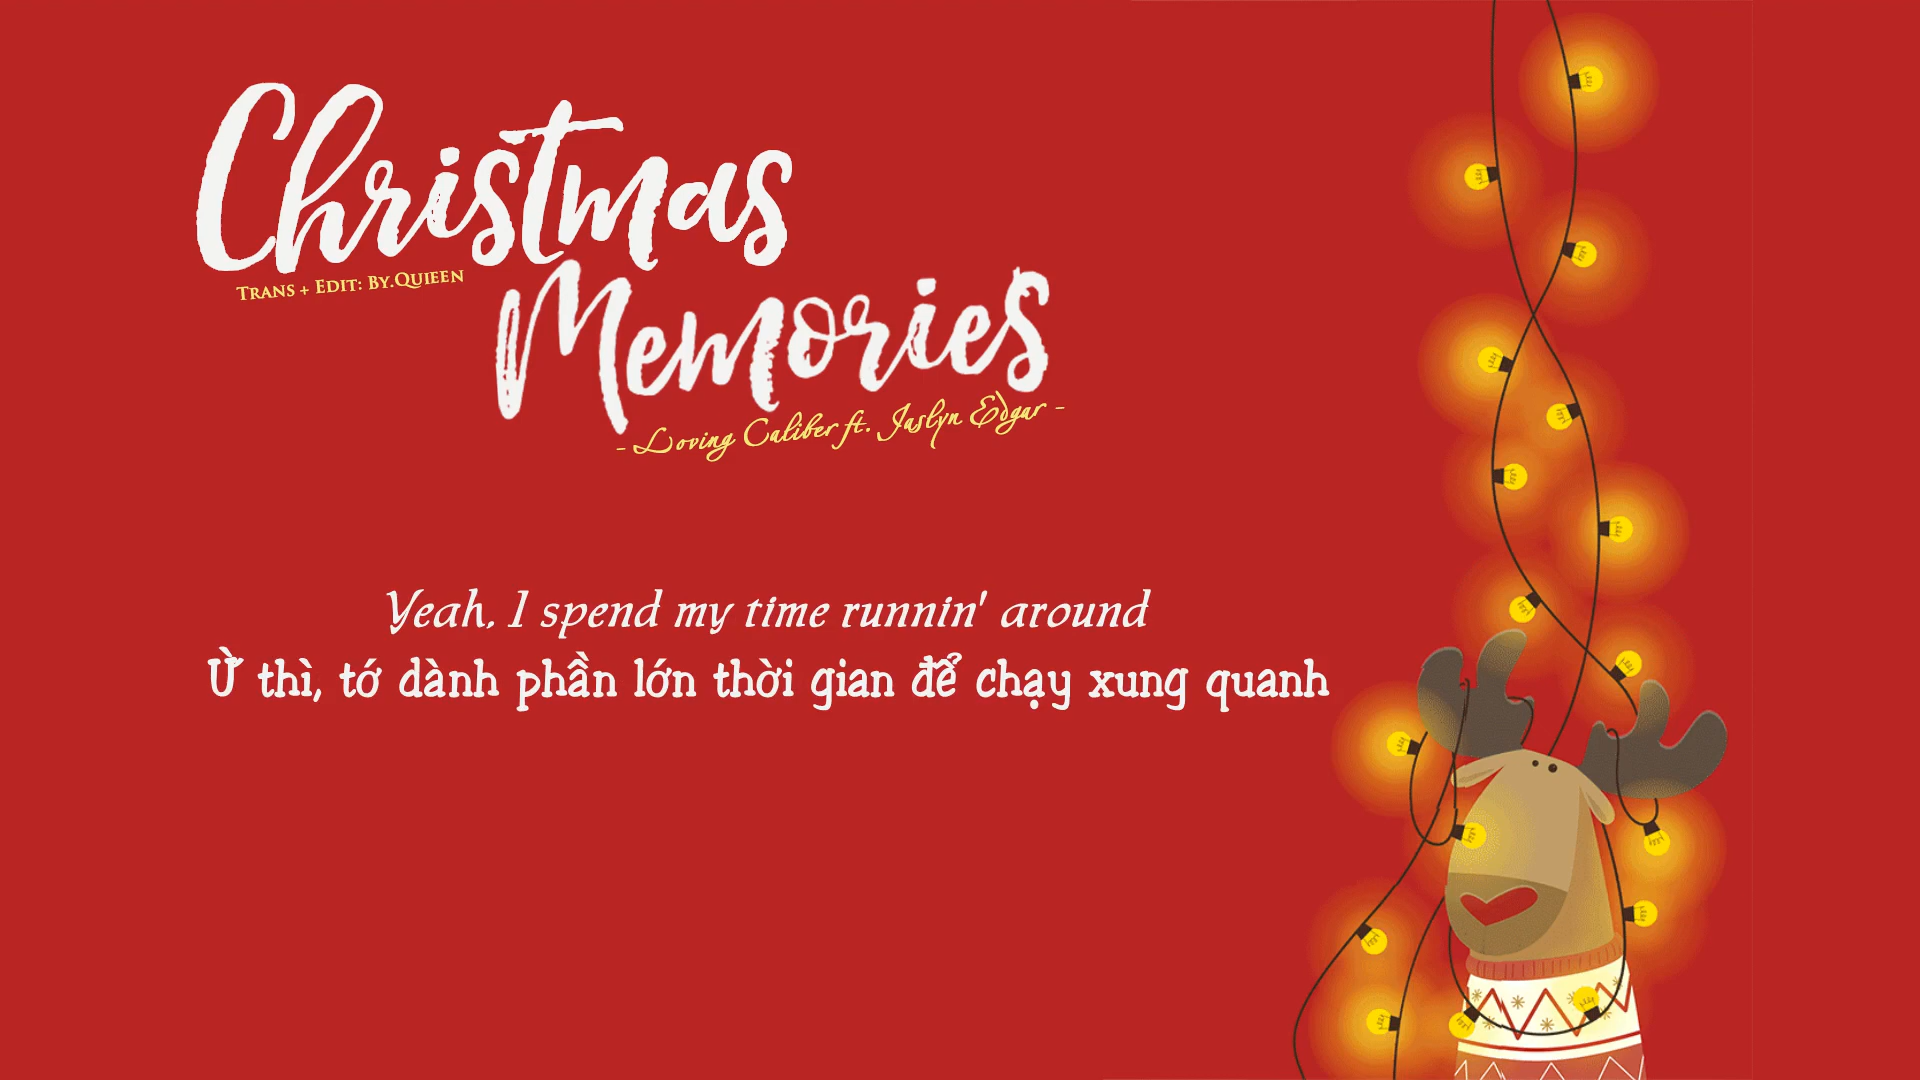 Christmas
Trans + Edit: By.Quieen
Memories
- Loving Caliber ft. Jaslyn Edgar -
Yeah, I spend my time runnin' around
Ừ thì, tớ dành phần lớn thời gian để chạy xung quanh